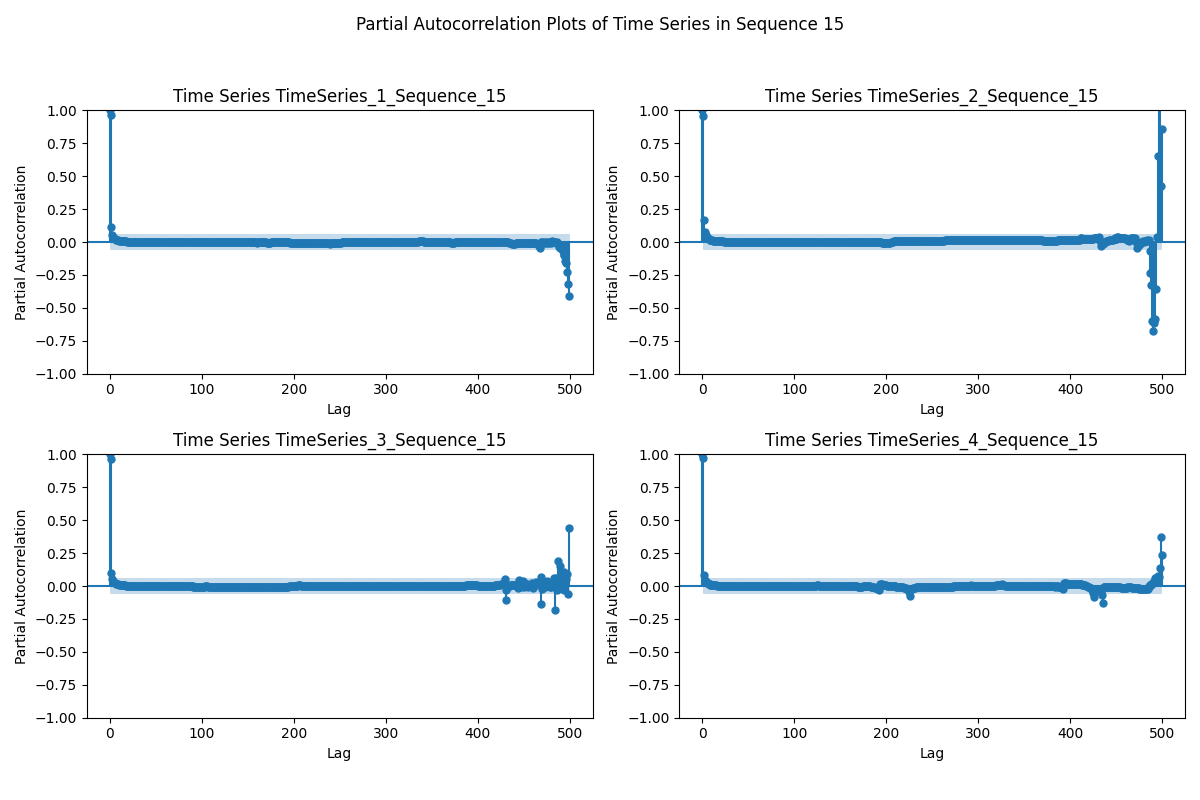 Partial Autocorrelation Plots of Time Series in Sequence 15
Time Series TimeSeries_1_Sequence_15
Partial Autocorrelation
1.00
0.75
0.50
0.25
0.00
−0.25
−0.50
−0.75
−1.00
0 100 200 300 400 500
Lag
Time Series TimeSeries_2_Sequence_15
Partial Autocorrelation
1.00
0.75
0.50
0.25
0.00
−0.25
−0.50
−0.75
−1.00
0 100 200 300 400 500
Lag
Time Series TimeSeries_3_Sequence_15
Partial Autocorrelation
1.00
0.75
0.50
0.25
0.00
−0.25
−0.50
−0.75
−1.00
0 100 200 300 400 500
Lag
Time Series TimeSeries_4_Sequence_15
Partial Autocorrelation
1.00
0.75
0.50
0.25
0.00
−0.25
−0.50
−0.75
−1.00
0 100 200 300 400 500
Lag